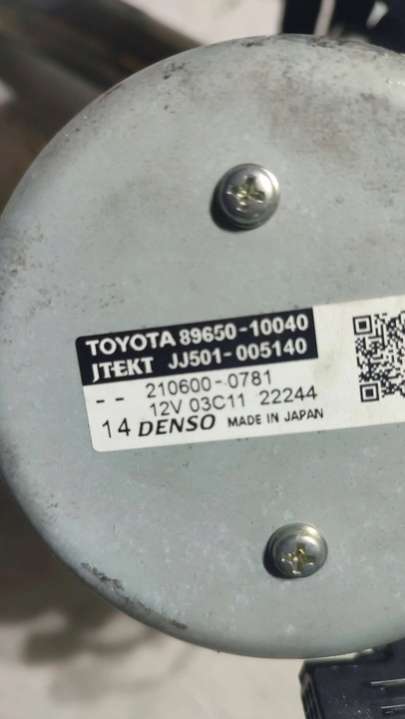 TOYOTA 89650-10040
JTEKT JJ501-005140
-- 210600-0781
12V 03C11 22244
14 DENSO MADE IN JAPAN